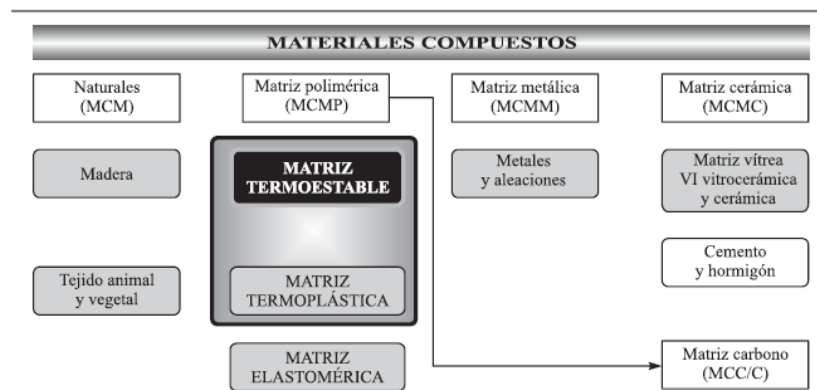 MATERIALES COMPUESTOS
Naturales
(MCM)
Matriz polimérica
(MCMP)
Matriz metálica
(MCMM)
Matriz cerámica
(MCMC)
Madera
MATRIZ
TERMOESTABLE
Metales
y aleaciones
Matriz vítrea
VI vitrocerámica
y cerámica
Cemento
y hormigón
Tejido animal
y vegetal
MATRIZ
TERMOPLÁSTICA
MATRIZ
ELASTOMÉRICA
Matriz carbono
(MCC/C)